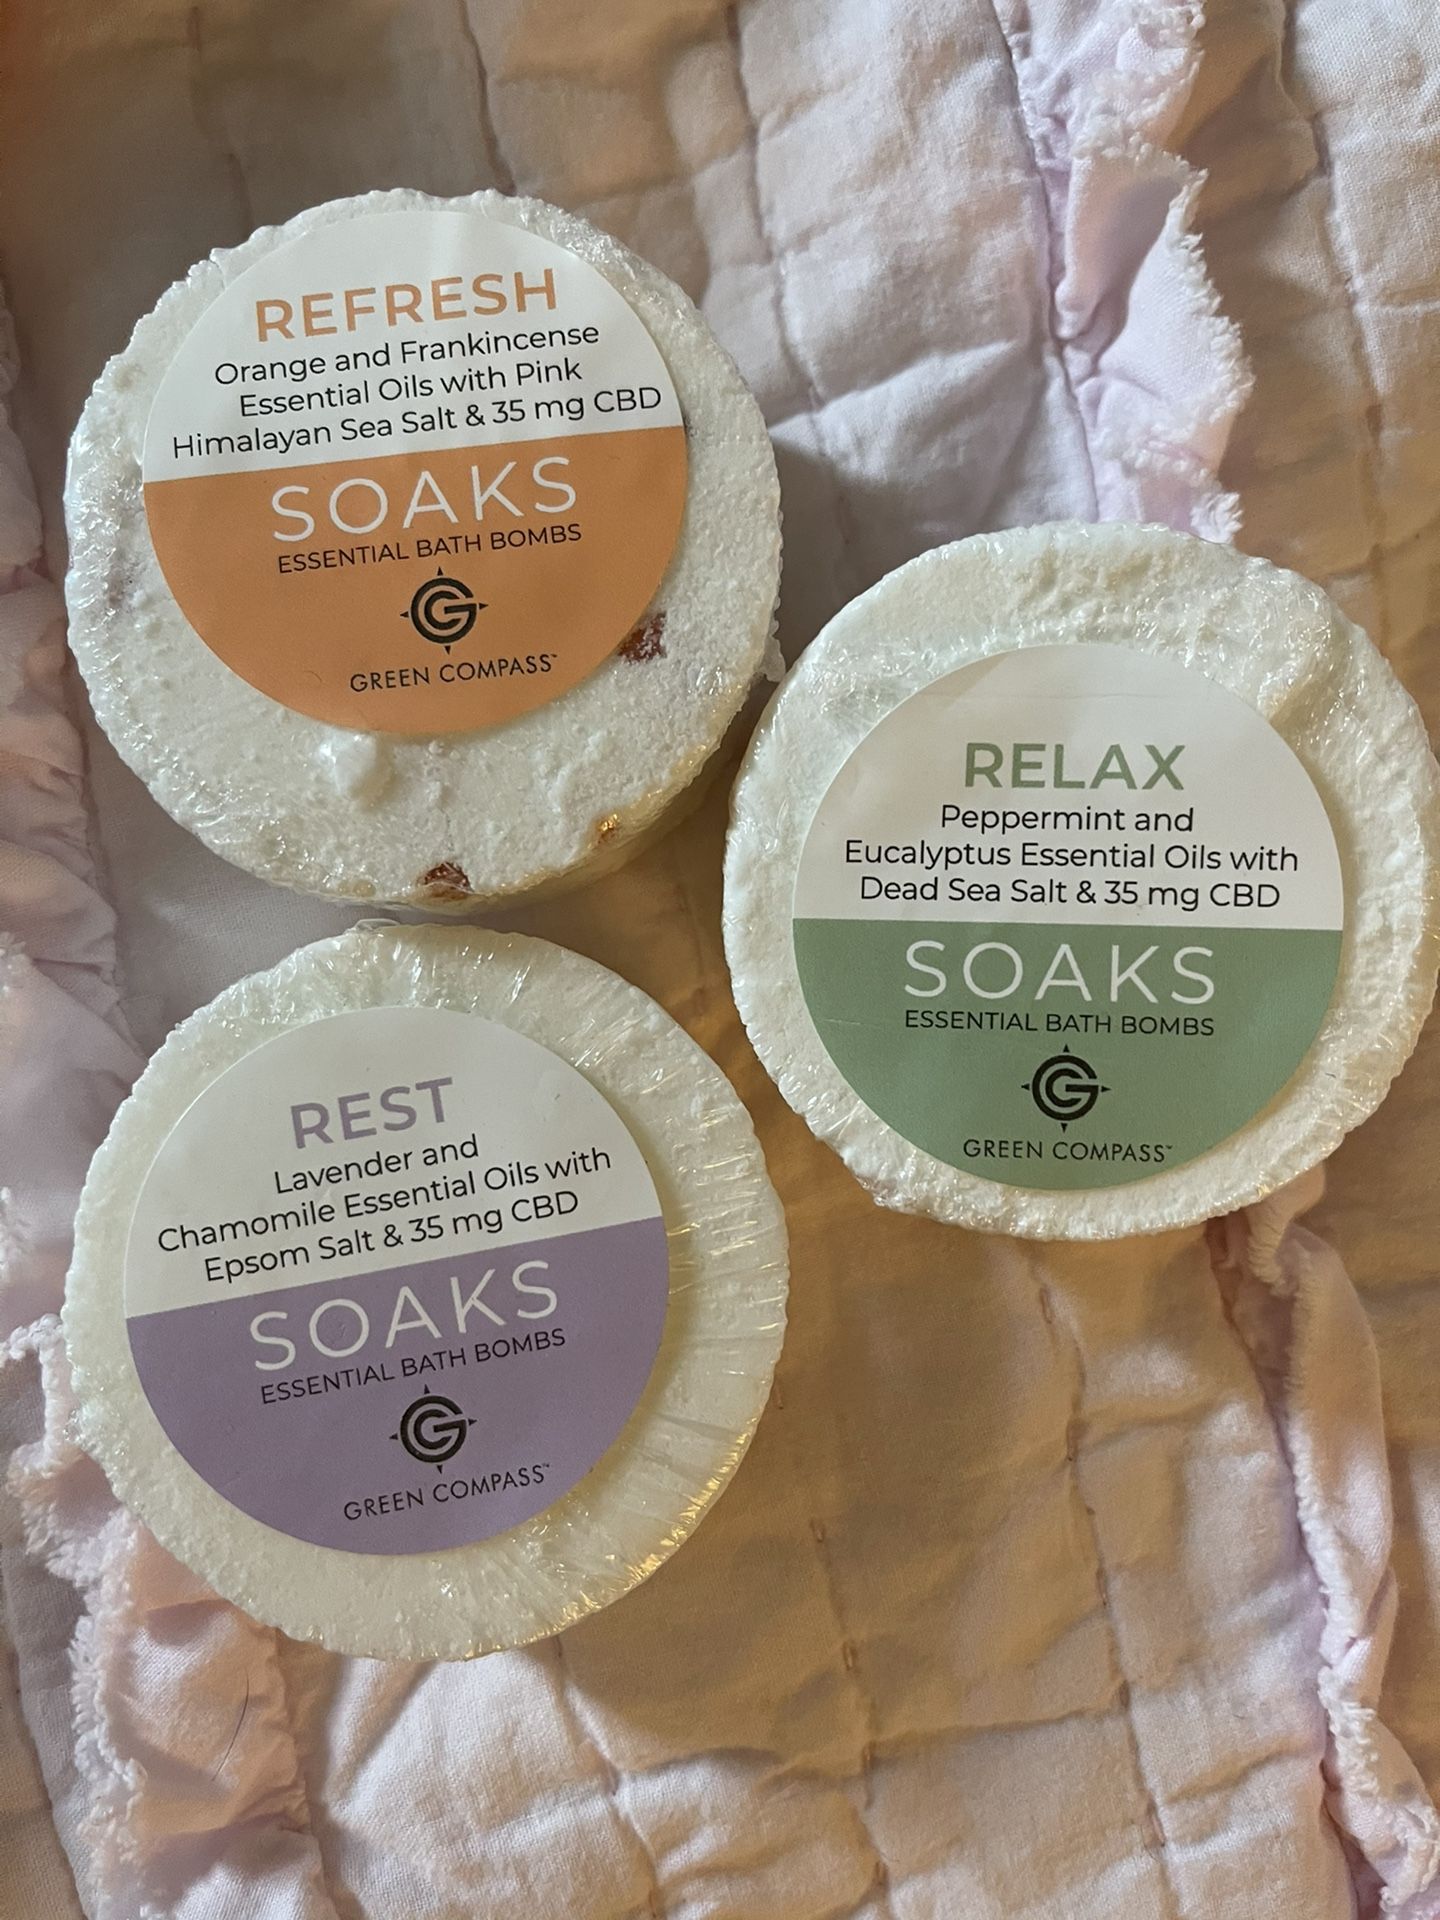 REFRESH
Orange and Frankincense
Essential Oils with Pink
Himalayan Sea Salt & 35 mg CBD
SOAKS
ESSENTIAL BATH BOMBS
G
GREEN COMPASS™
RELAX
Peppermint and
Eucalyptus Essential Oils with
Dead Sea Salt & 35 mg CBD
SOAKS
ESSENTIAL BATH BOMBS
G
GREEN COMPASS™
REST
Lavender and
Chamomile Essential Oils with
Epsom Salt & 35 mg CBD
SOAKS
ESSENTIAL BATH BOMBS
G
GREEN COMPASS™